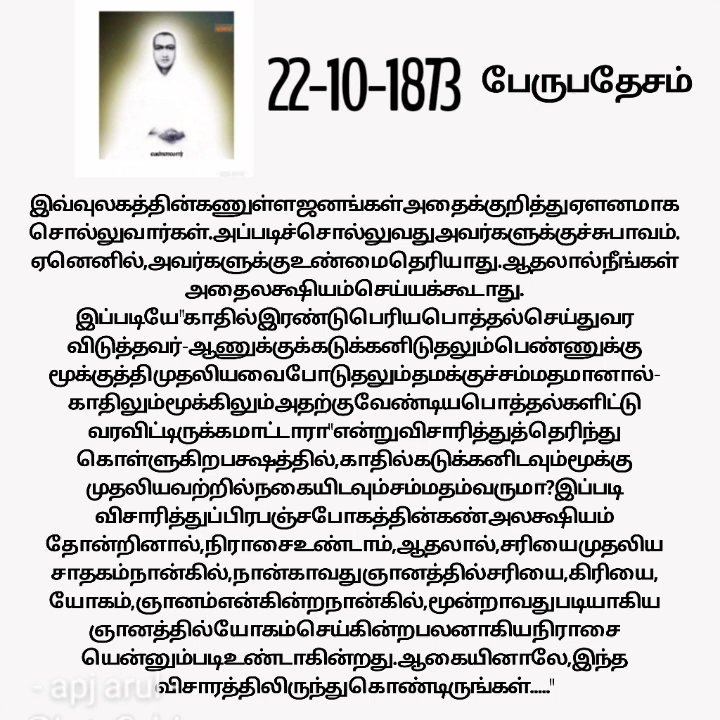 22-10-1873 பேருபதேசம்
இவ்வுலகத்தின்கணுள்ளஜனங்கள்அதைக்குறித்துஏளனமாக
சொல்லுவார்கள்.அப்படிச்சொல்லுவதுஅவர்களுக்குச்சுபாவம்.
ஏனெனில்,அவர்களுக்குஉண்மைதெரியாது.ஆதலால்நீங்கள்
அதைலக்ஷியம்செய்யக்கூடாது.
இப்படியே"காதில்இரண்டுபெரியபொத்தல்செய்துவர
விடுத்தவர்-ஆணுக்குக்கடுக்கனிடுதலும்பெண்ணுக்கு
மூக்குத்திமுதலியவைபோடுதலும்தமக்குச்சம்மதமானால்-
காதிலும்மூக்கிலும்அதற்குவேண்டியபொத்தல்களிட்டு
வரவிட்டிருக்கமாட்டாரா"என்றுவிசாரித்துத்தெரிந்து
கொள்ளுகிறபக்ஷத்தில்,காதில்கடுக்கனிடவும்மூக்கு
முதலியவற்றில்நகையிடவும்சம்மதம்வருமா?இப்படி
விசாரித்துப்பிரபஞ்சபோகத்தின்கண்அலக்ஷியம்
தோன்றினால்,நிராசைஉண்டாம்,ஆதலால்,சரியைமுதலிய
சாதகம்நான்கில்,நான்காவதுஞானத்தில்சரியை,கிரியை,
யோகம்,ஞானம்என்கின்றநான்கில்,மூன்றாவதுபடியாகிய
ஞானத்தில்யோகம்செய்கின்றபலனாகியநிராசை
யென்னும்படிஉண்டாகின்றது.ஆகையினாலே,இந்த
விசாரத்திலிருந்துகொண்டிருங்கள்....."
- apj arul